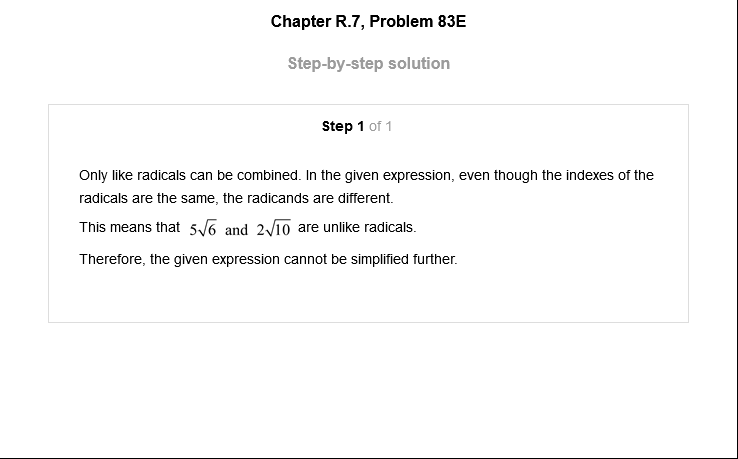 Chapter R.7, Problem 83E
Step-by-step solution
Step 1 of 1
Only like radicals can be combined. In the given expression, even though the indexes of the
radicals are the same, the radicands are different.
This means that 5√6 and 2√10 are unlike radicals.
Therefore, the given expression cannot be simplified further.